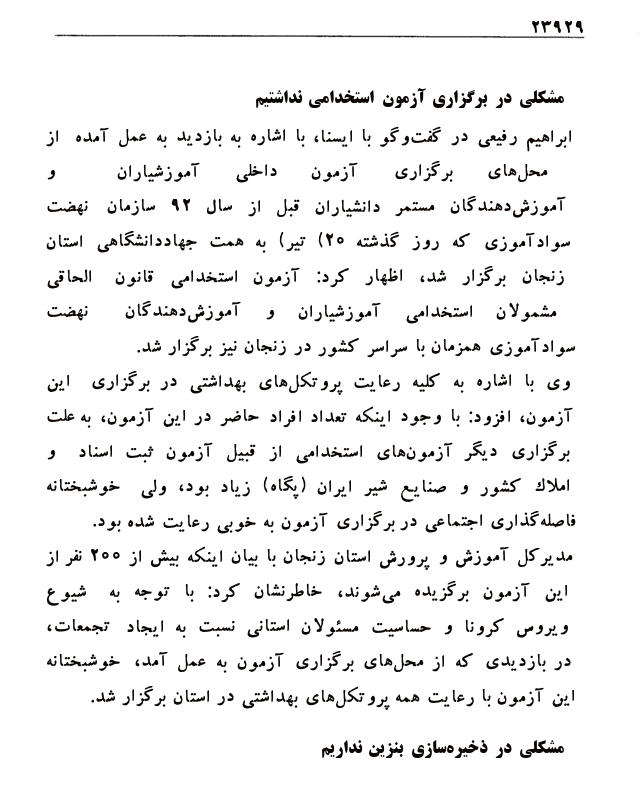 ۲۳۹۲۹
مشکلی در برگزاری آزمون استخدامی نداشتیم
ابراهیم رفیعی در گفت‌وگو با ایسنا، با اشاره به بازدید به عمل آمده از
محل‌های برگزاری آزمون داخلی آموزشیاران و
آموزش‌دهندگان مستمر دانشیاران قبل از سال ۹۲ سازمان نهضت
سوادآموزی که روز گذشته ۲۵) تیر) به همت جهاددانشگاهی استان
زنجان برگزار شد، اظهار کرد: آزمون استخدامی قانون الحاقی
مشمولان استخدامی آموزشیاران و آموزش‌دهندگان نهضت
سوادآموزی همزمان با سراسر کشور در زنجان نیز برگزار شد.
وی با اشاره به کلیه رعایت پروتکل‌های بهداشتی در برگزاری این
آزمون، افزود: با وجود اینکه تعداد افراد حاضر در این آزمون، به علت
برگزاری دیگر آزمون‌های استخدامی از قبیل آزمون ثبت اسناد و
املاك کشور و صنایع شیر ایران (پگاه) زیاد بود، ولی خوشبختانه
فاصله‌گذاری اجتماعی در برگزاری آزمون به خوبی رعایت شده بود.
مدیرکل آموزش و پرورش استان زنجان با بیان اینکه بیش از ۲۰۰ نفر از
این آزمون برگزیده می‌شوند، خاطرنشان کرد: با توجه به شیوع
ویروس کرونا و حساسیت مسئولان استانی نسبت به ایجاد تجمعات،
در بازدیدی که از محل‌های برگزاری آزمون به عمل آمد، خوشبختانه
این آزمون با رعایت همه پروتکل‌های بهداشتی در استان برگزار شد.
مشکلی در ذخیره‌سازی بنزین نداریم